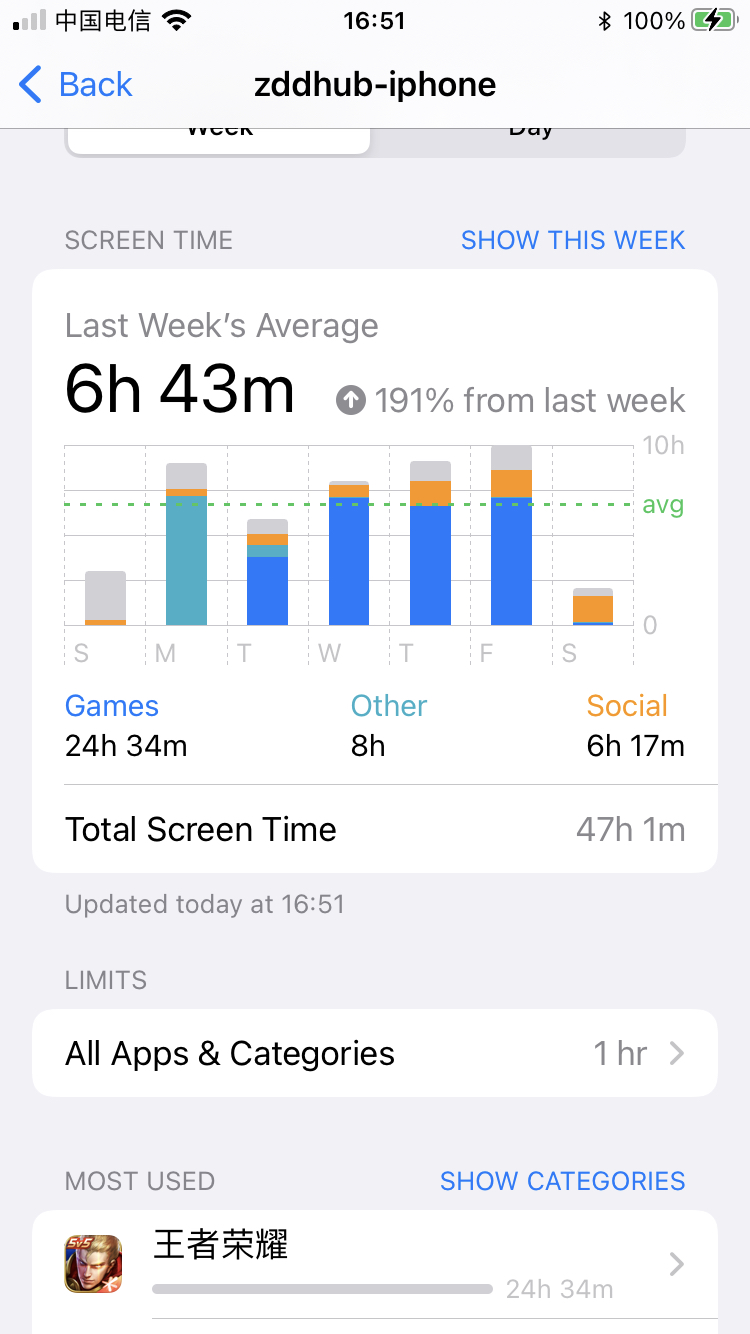 中国电信 16:51 100%
Back zddhub-iphone
Week Day
SCREEN TIME SHOW THIS WEEK
Last Week's Average
6h 43m 191% from last week
10h
avg
0
S M T W T F S
Games Other Social
24h 34m 8h 6h 17m
Total Screen Time 47h 1m
Updated today at 16:51
LIMITS
All Apps & Categories 1 hr
MOST USED SHOW CATEGORIES
5v5 王者荣耀
24h 34m